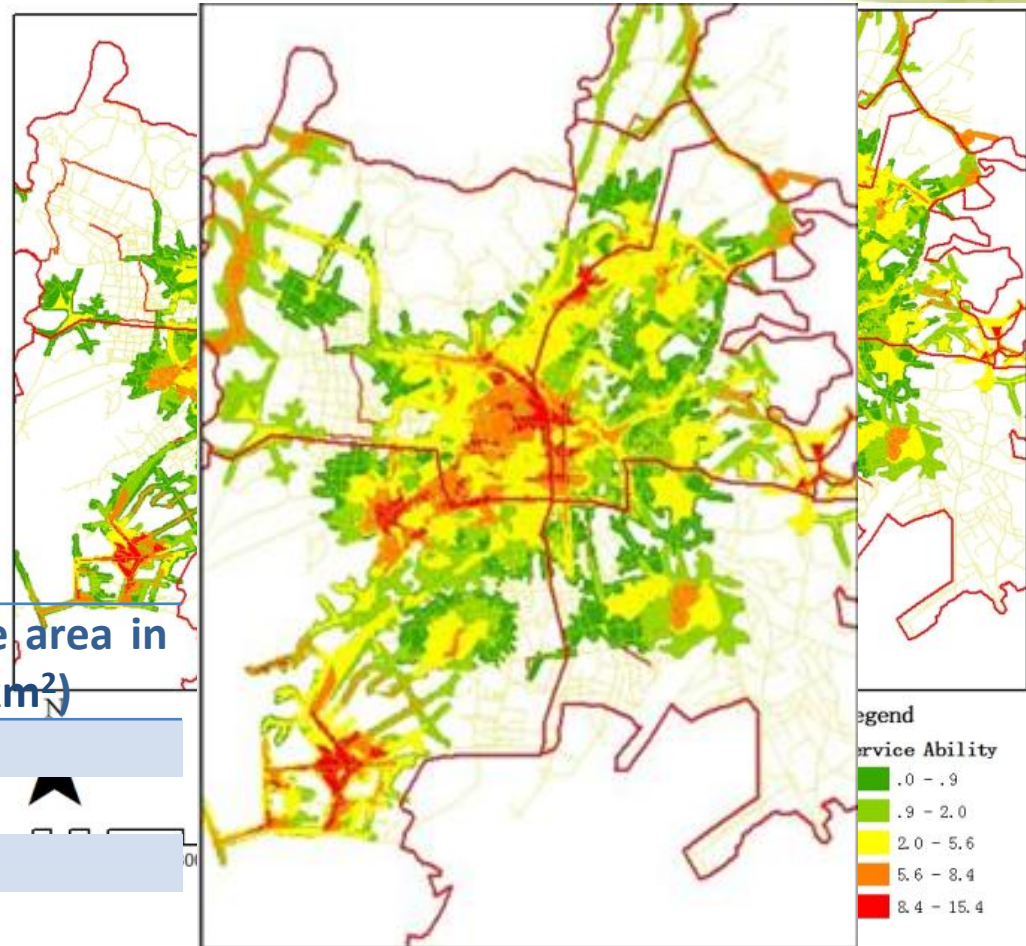 e area in
m²)
N
egend
ervice Ability
.0 - .9
.9 - 2.0
2.0 - 5.6
5.6 - 8.4
8.4 - 15.4